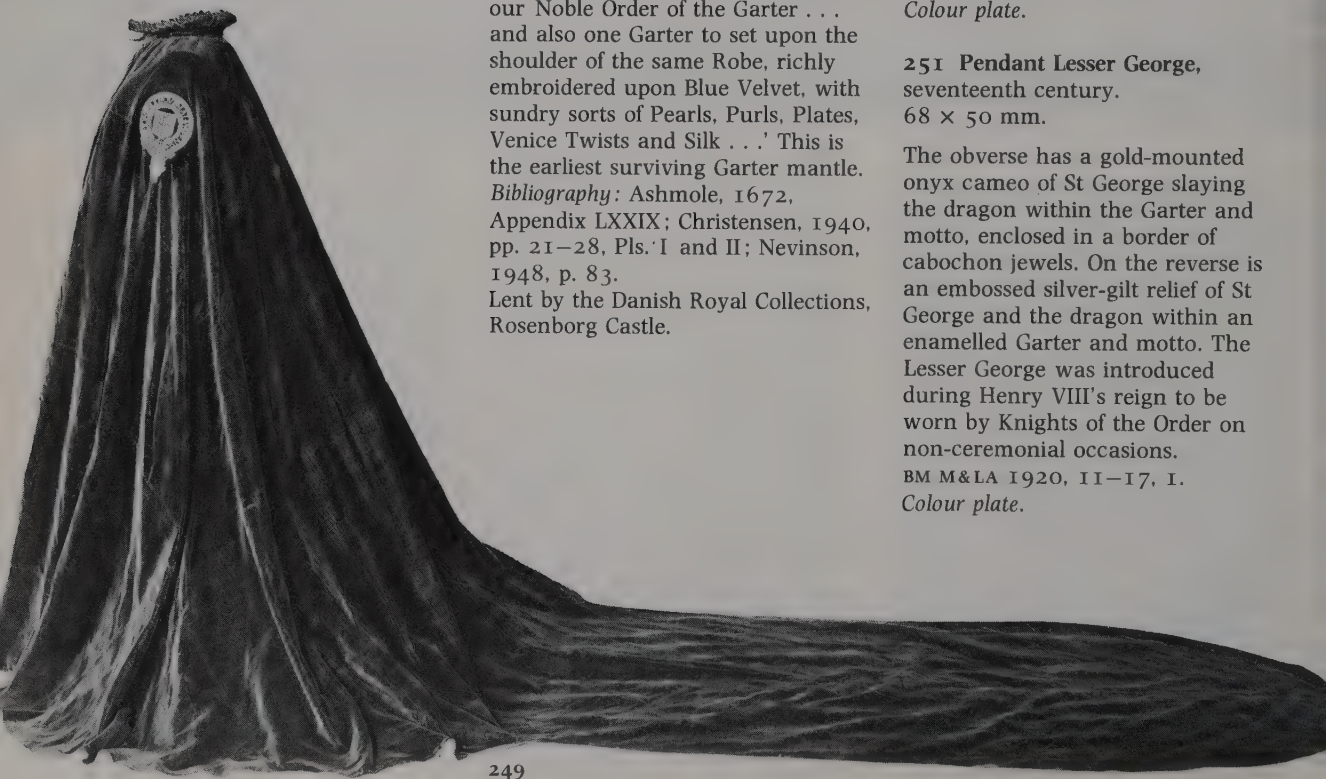 our Noble Order of the Garter . . .
and also one Garter to set upon the
shoulder of the same Robe, richly
embroidered upon Blue Velvet, with
sundry sorts of Pearls, Purls, Plates,
Venice Twists and Silk . . .' This is
the earliest surviving Garter mantle.
Bibliography: Ashmole, 1672,
Appendix LXXIX; Christensen, 1940,
pp. 21–28, Pls. I and II; Nevinson,
1948, p. 83.
Lent by the Danish Royal Collections,
Rosenborg Castle.
Colour plate.
251 Pendant Lesser George,
seventeenth century.
68 × 50 mm.
The obverse has a gold-mounted
onyx cameo of St George slaying
the dragon within the Garter and
motto, enclosed in a border of
cabochon jewels. On the reverse is
an embossed silver-gilt relief of St
George and the dragon within an
enamelled Garter and motto. The
Lesser George was introduced
during Henry VIII's reign to be
worn by Knights of the Order on
non-ceremonial occasions.
BM M&LA 1920, 11–17, 1.
Colour plate.
249